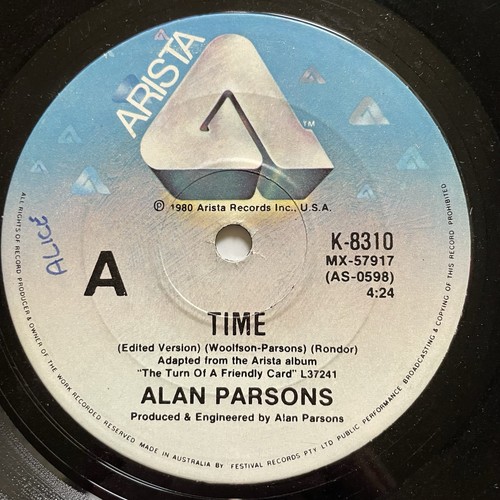 ARISTA
TM
℗ 1980 Arista Records Inc., U.S.A.
K-8310
MX-57917
(AS-0598)
4:24
ALICE
A
TIME
(Edited Version) (Woolfson-Parsons) (Rondor)
Adapted from the Arista album
"The Turn Of A Friendly Card" L37241
ALAN PARSONS
Produced & Engineered by Alan Parsons
ALL RIGHTS OF RECORD PRODUCER & OWNER OF THE WORK RECORDED RESERVED MADE IN AUSTRALIA BY FESTIVAL RECORDS PTY LTD PUBLIC PERFORMANCE BROADCASTING & COPYING OF THIS RECORD PROHIBITED